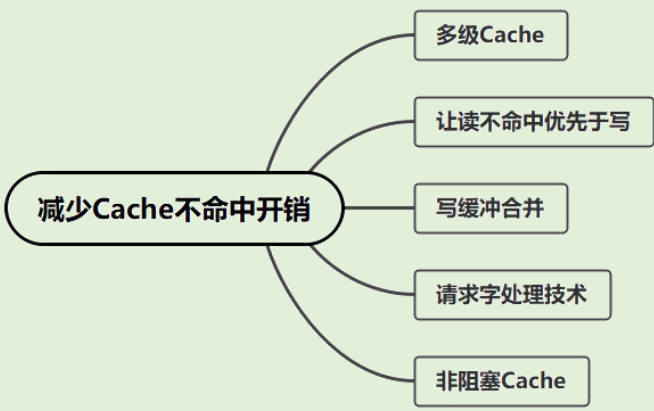 多级Cache
让读不命中优先于写
减少Cache不命中开销
写缓冲合并
请求字处理技术
非阻塞Cache